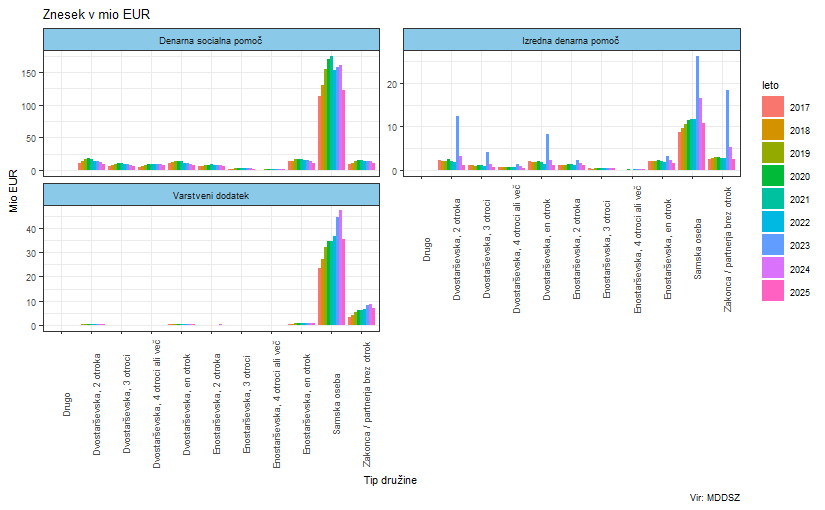 Znesek v mio EUR
Denarna socialna pomoč
Izredna denarna pomoč
150
100
50
0
20
10
0
Varstveni dodatek
40
30
20
10
0
Mio EUR
Drugo
Dvostarševska, 2 otroka
Dvostarševska, 3 otroci
Dvostarševska, 4 otroci ali več
Dvostarševska, en otrok
Enostarševska, 2 otroka
Enostarševska, 3 otroci
Enostarševska, 4 otroci ali več
Enostarševska, en otrok
Samska oseba
Zakonca / partnerja brez otrok
Drugo
Dvostarševska, 2 otroka
Dvostarševska, 3 otroci
Dvostarševska, 4 otroci ali več
Dvostarševska, en otrok
Enostarševska, 2 otroka
Enostarševska, 3 otroci
Enostarševska, 4 otroci ali več
Enostarševska, en otrok
Samska oseba
Zakonca / partnerja brez otrok
Tip družine
leto
2017
2018
2019
2020
2021
2022
2023
2024
2025
Vir: MDDSZ